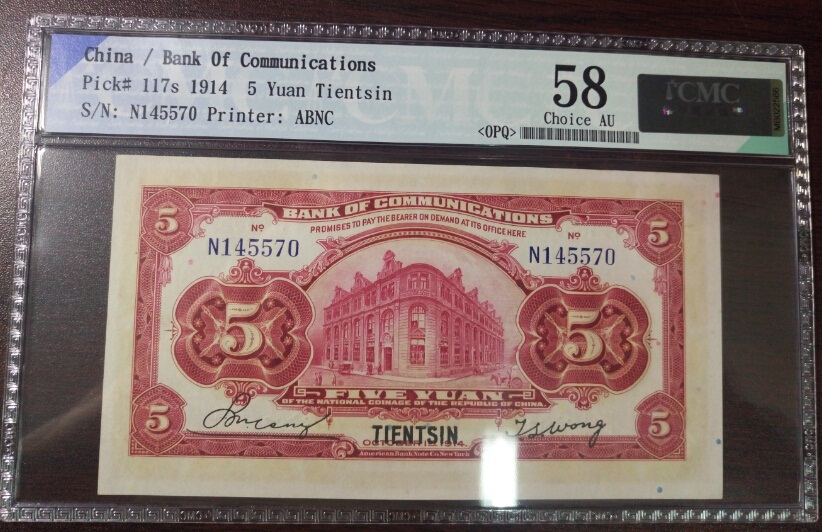 China / Bank Of Communications
Pick# 117s 1914 5 Yuan Tientsin
S/N: N145570 Printer: ABNC
58
Choice AU
<OPQ>
CMC
5
BANK OF COMMUNICATIONS
5
PROMISES TO PAY THE BEARER ON DEMAND AT ITS OFFICE HERE
No
No
N145570
N145570
5
5
FIVE YUAN
OF THE NATIONAL COINAGE OF THE REPUBLIC OF CHINA
5
5
TIENTSIN
T.S.Wong
American Bank Note Co. New York